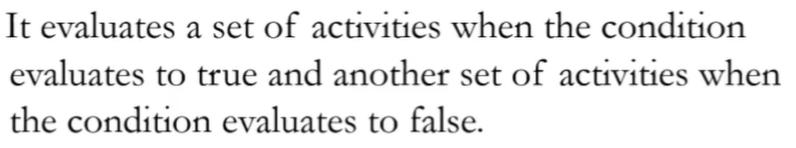 It evaluates a set of activities when the condition
evaluates to true and another set of activities when
the condition evaluates to false.